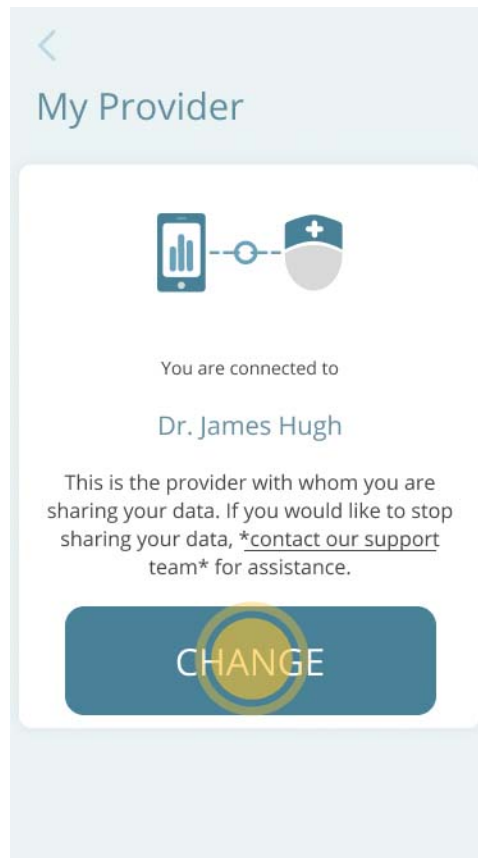 My Provider
You are connected to
Dr. James Hugh
This is the provider with whom you are
sharing your data. If you would like to stop
sharing your data, *contact our support
team* for assistance.
CHANGE